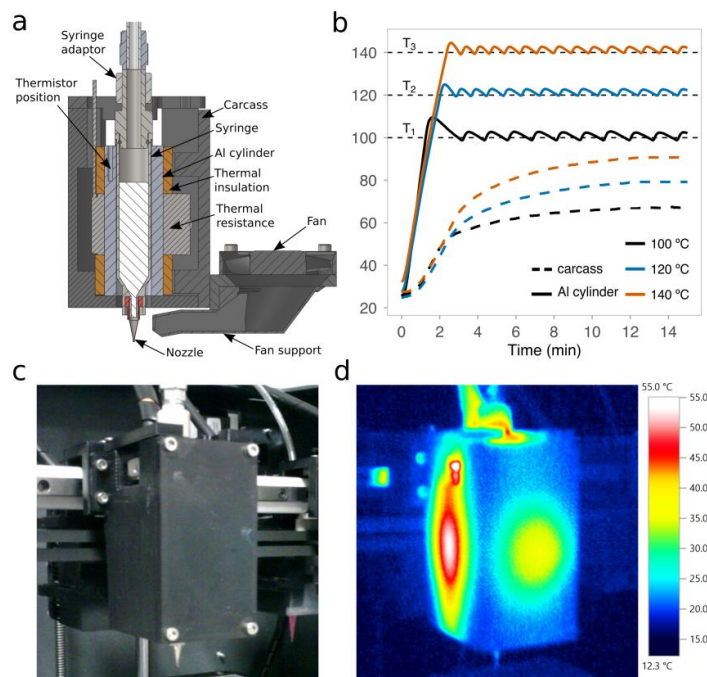 a
Syringe
adaptor
Thermistor
position
Carcass
Syringe
Al cylinder
Thermal
insulation
Thermal
resistance
Fan
Nozzle
Fan support
b
T1
T2
T3
140
120
100
80
60
40
20
0 2 4 6 8 10 12 14
Time (min)
carcass
Al cylinder
100 ºC
120 ºC
140 ºC
c
d
55.0 °C
55.0
50.0
45.0
40.0
35.0
30.0
25.0
20.0
15.0
12.3 °C